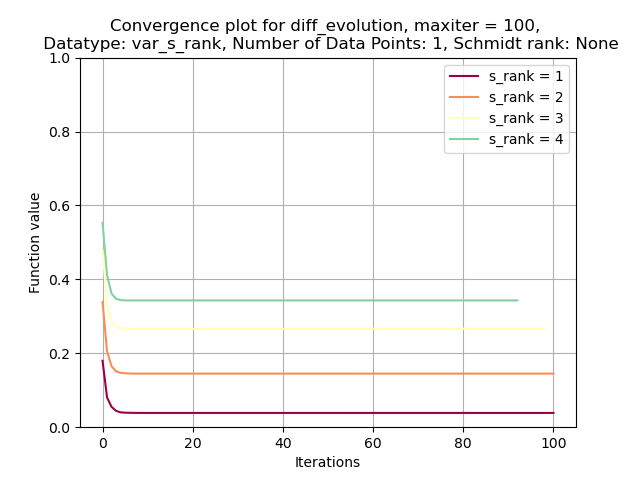 Convergence plot for diff_evolution, maxiter = 100,
Datatype: var_s_rank, Number of Data Points: 1, Schmidt rank: None
1.0
0.8
0.6
0.4
0.2
0.0
Function value
s_rank = 1
s_rank = 2
s_rank = 3
s_rank = 4
0 20 40 60 80 100
Iterations